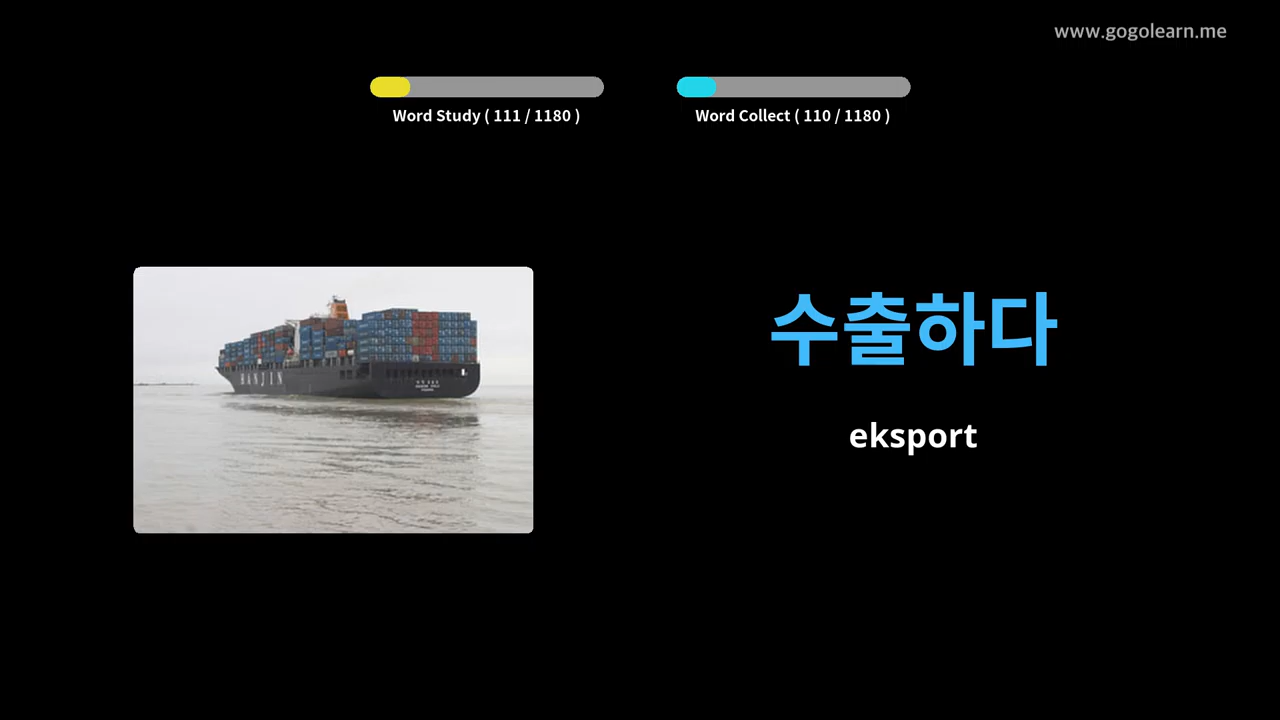 www.gogolearn.me
Word Study ( 111 / 1180 )
Word Collect ( 110 / 1180 )
HANJIN
수출하다
eksport